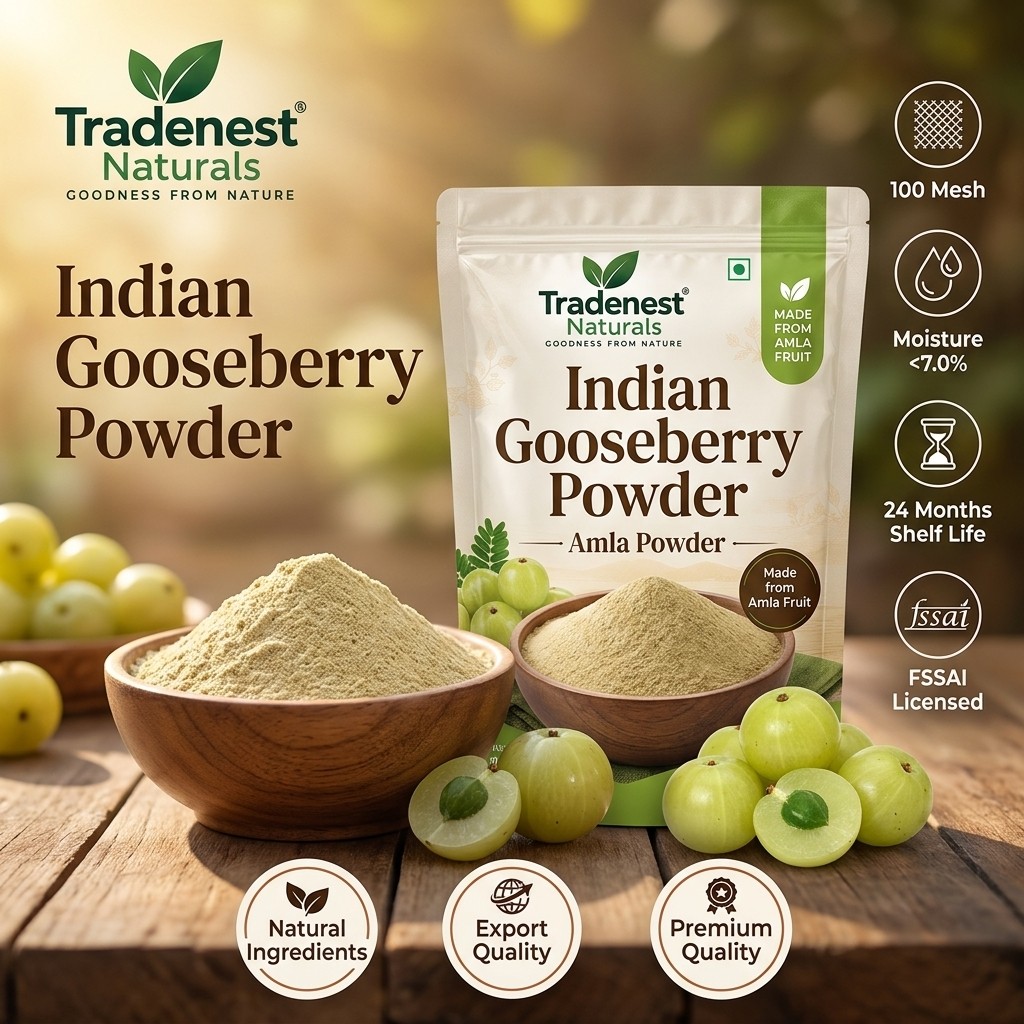 Tradenest®
Naturals
GOODNESS FROM NATURE
Indian
Gooseberry
Powder
Tradenest®
Naturals
GOODNESS FROM NATURE
MADE
FROM
AMLA
FRUIT
Indian
Gooseberry
Powder
Amla Powder
Made
from
Amla Fruit
100 Mesh
Moisture
<7.0%
24 Months
Shelf Life
fssai
FSSAI
Licensed
Natural
Ingredients
Export
Quality
Premium
Quality